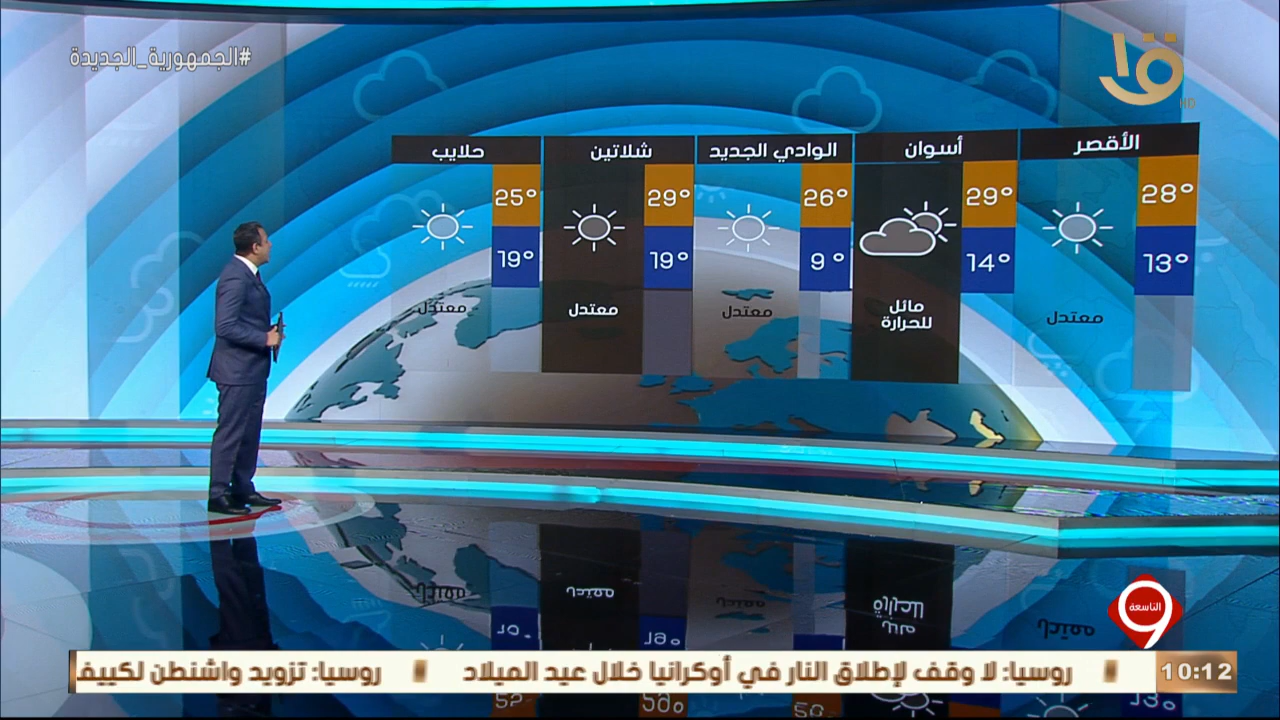 #الجمهورية_الجديدة
HD
الأقصر
28°
13°
معتدل
أسوان
29°
14°
مائل
للحرارة
الوادي الجديد
26°
9°
معتدل
شلاتين
29°
19°
معتدل
حلايب
25°
19°
معتدل
التاسعة
9
10:12
روسيا: لا وقف لإطلاق النار في أوكرانيا خلال عيد الميلاد
روسيا: تزويد واشنطن لكييف